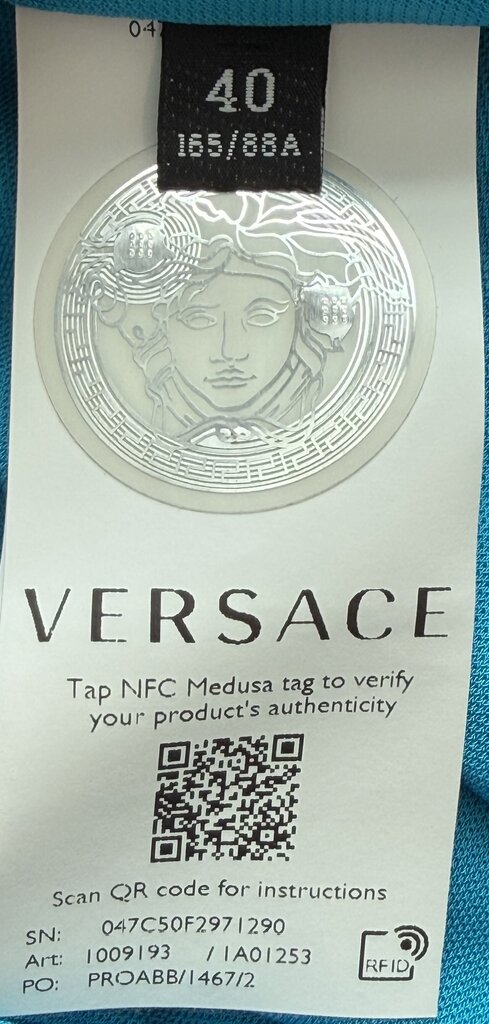 047
40
165/88A
VERSACE
Tap NFC Medusa tag to verify
your product's authenticity
Scan QR code for instructions
SN: 047C50F2971290
Art: 1009193 / 1A01253
PO: PROABB/1467/2
RFID